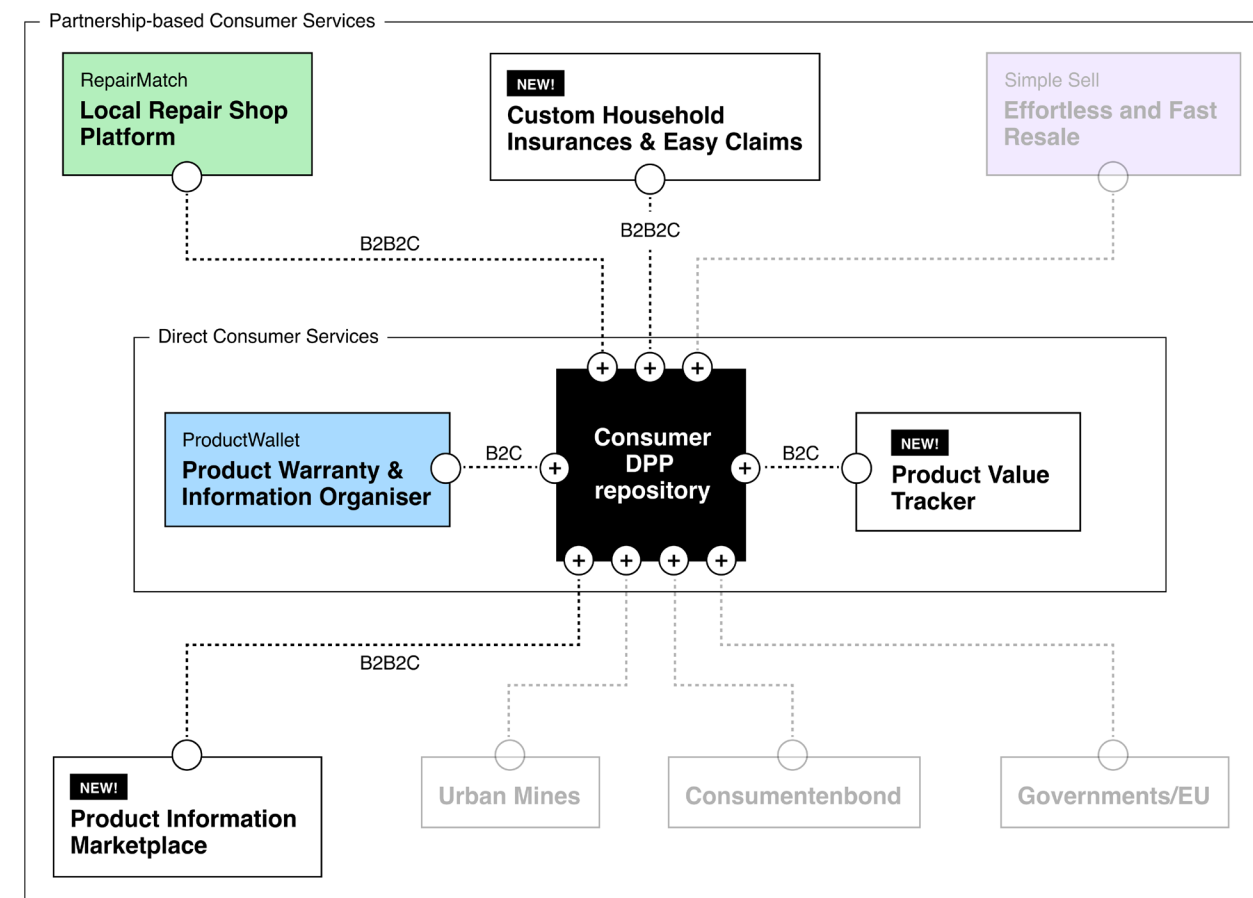 Partnership-based Consumer Services
RepairMatch
Local Repair Shop
Platform
NEW!
Custom Household
Insurances & Easy Claims
Simple Sell
Effortless and Fast
Resale
B2B2C
B2B2C
Direct Consumer Services
+
+
+
ProductWallet
Product Warranty &
Information Organiser
B2C
+
Consumer
DPP
repository
+
B2C
NEW!
Product Value
Tracker
+
+
+
+
B2B2C
NEW!
Product Information
Marketplace
Urban Mines
Consumentenbond
Governments/EU